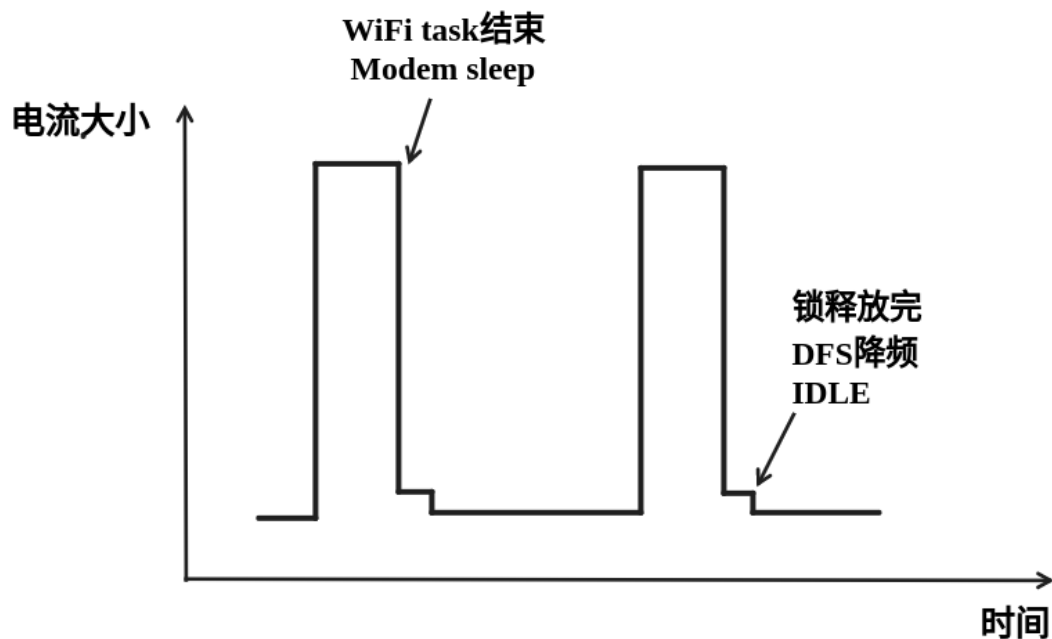 WiFi task结束
Modem sleep
电流大小
锁释放完
DFS降频
IDLE
时间